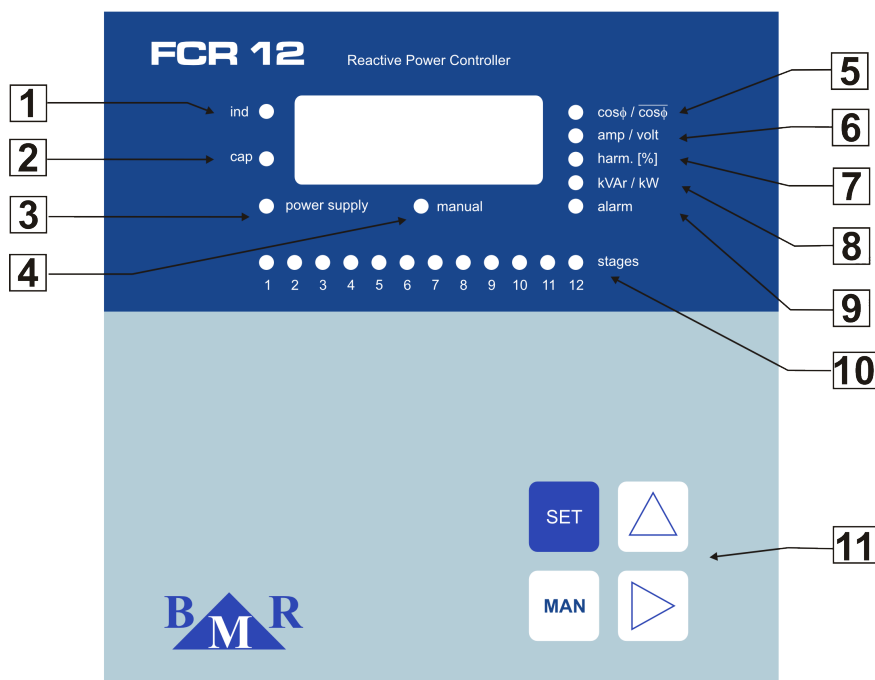 FCR 12 Reactive Power Controller
1 ind cosϕ / c̅o̅s̅ϕ̅ 5
amp / volt 6
2 cap harm. [%] 7
kVAr / kW 8
3 power supply manual alarm 9
4 stages 10
1 2 3 4 5 6 7 8 9 10 11 12
SET 11
MAN
B M R